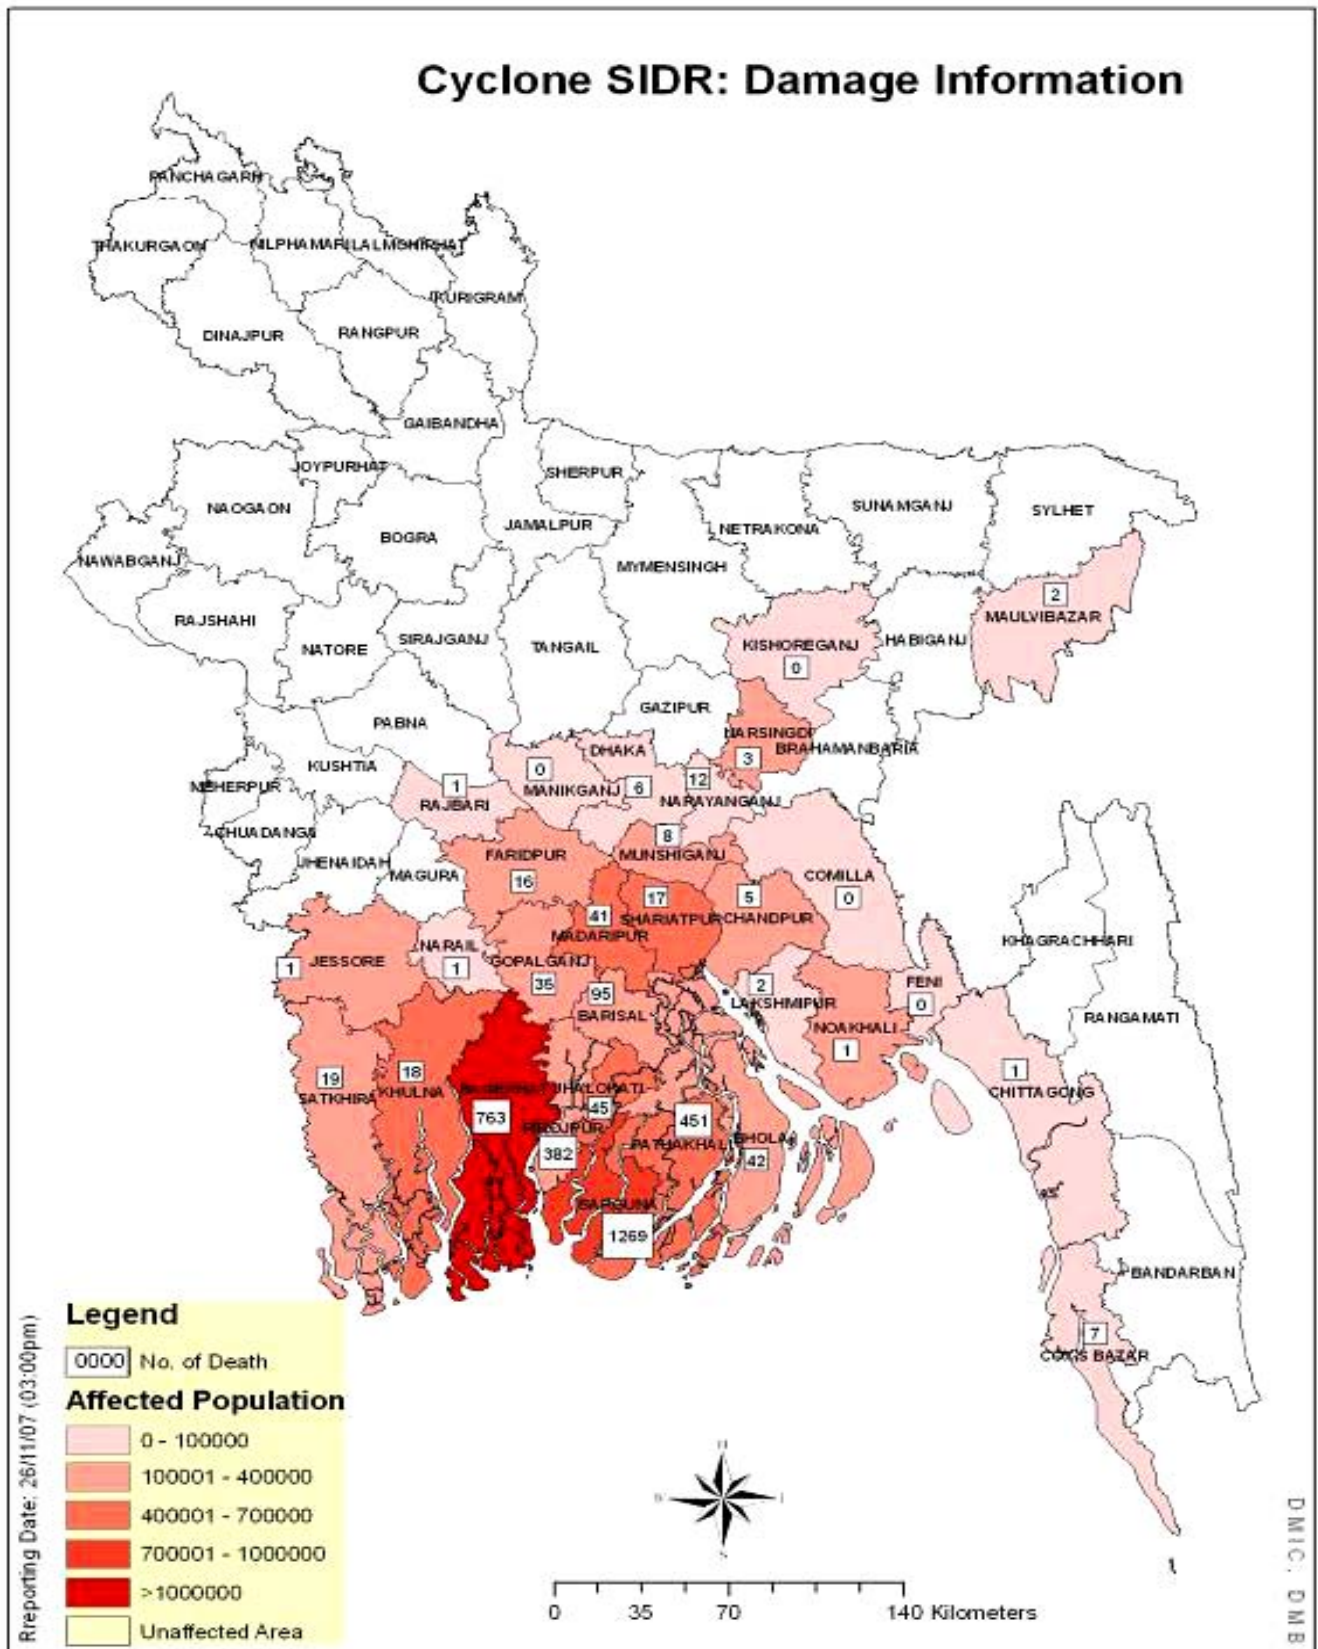 Cyclone SIDR: Damage Information
PANCHAGARH
THAKURGAON
NILPHAMARI
LALMONIRHAT
KURIGRAM
DINAJPUR
RANGPUR
GAIBANDHA
JOYPURHAT
SHERPUR
NAOGAON
JAMALPUR
NETRAKONA
SUNAMGANJ
SYLHET
BOGRA
NAWABGANJ
MYMENSINGH
2
MAULVIBAZAR
RAJSHAHI
NATORE
SIRAJGANJ
TANGAIL
KISHOREGANJ
0
HABIGANJ
GAZIPUR
PABNA
NARSINGDI
3
BRAHAMANBARIA
KUSHTIA
DHAKA
6
0
MANIKGANJ
12
NARAYANGANJ
MEHERPUR
1
RAJBARI
CHUADANGA
JHENAIDAH
MAGURA
8
MUNSHIGANJ
FARIDPUR
16
COMILLA
0
17
SHARIATPUR
5
CHANDPUR
41
MADARIPUR
KHAGRACHHARI
1
JESSORE
NARAIL
1
GOPALGANJ
35
95
BARISAL
2
LAKSHMIPUR
FENI
0
NOAKHALI
1
RANGAMATI
19
SATKHIRA
18
KHULNA
763
JHALOKATI
45
PIROJPUR
382
451
PATUAKHALI
BHOLA
42
1
CHITTAGONG
BARGUNA
1269
BANDARBAN
7
COXS BAZAR
Legend
0000 No. of Death
Affected Population
0 - 100000
100001 - 400000
400001 - 700000
700001 - 1000000
>1000000
Unaffected Area
Rreporting Date: 26/11/07 (03:00pm)
0 35 70 140 Kilometers
DMIC, DMB